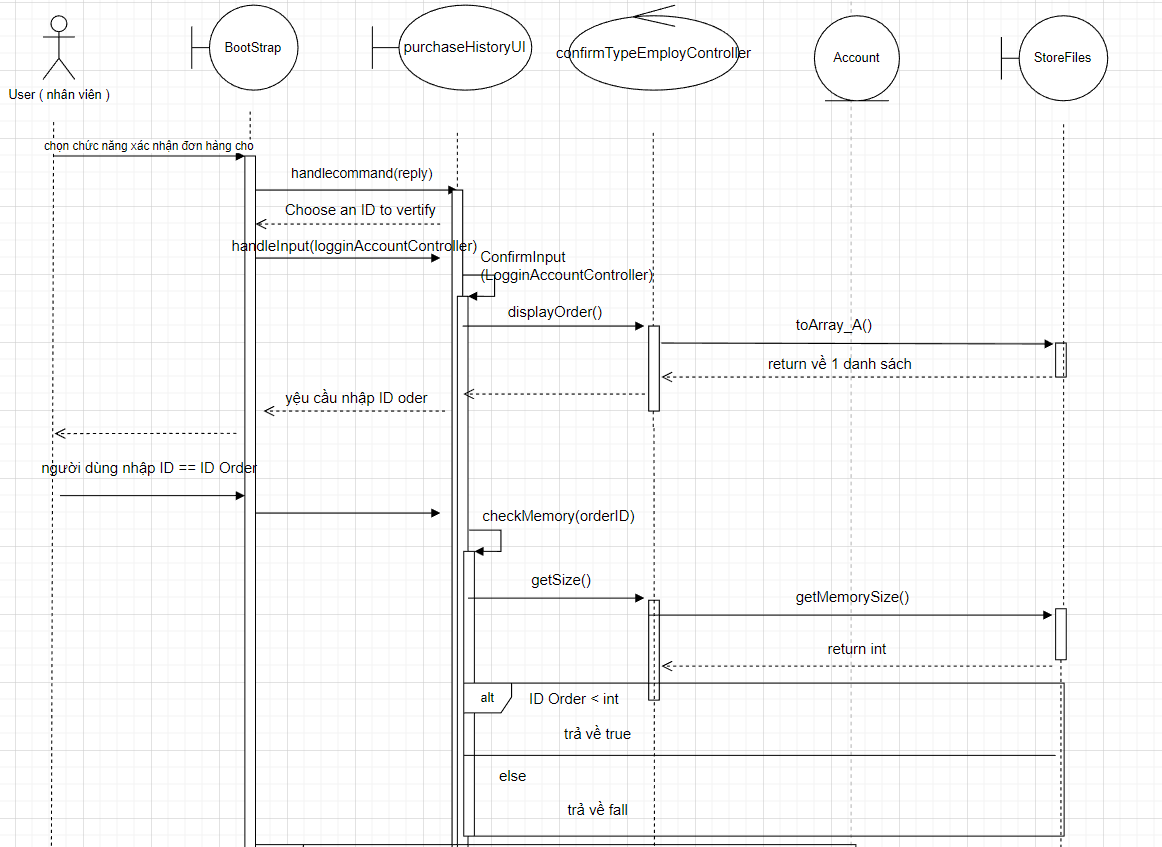 BootStrap
purchaseHistoryUI
confirmTypeEmployController
Account
StoreFiles
User ( nhân viên )
chọn chức năng xác nhận đơn hàng cho
handlecommand(reply)
Choose an ID to vertify
handleInput(logginAccountController)
ConfirmInput
(LogginAccountController)
displayOrder()
toArray_A()
return về 1 danh sách
yệu cầu nhập ID oder
người dùng nhập ID == ID Order
checkMemory(orderID)
getSize()
getMemorySize()
return int
alt
ID Order < int
trả về true
else
trả về fall